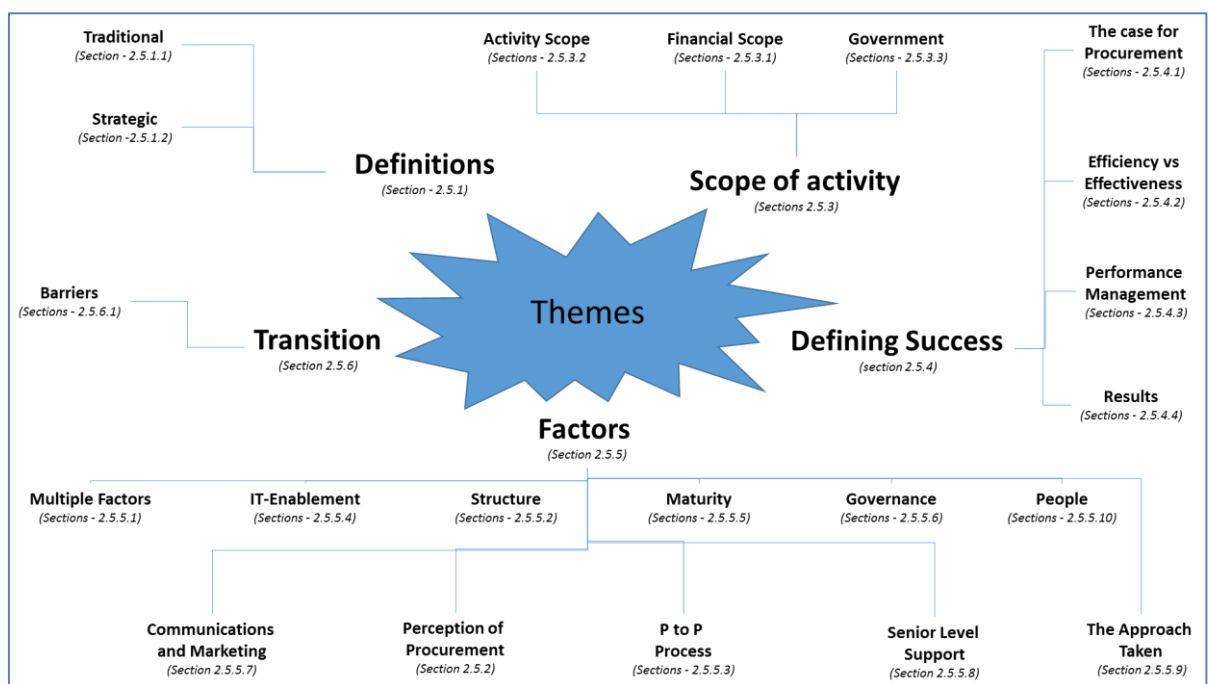 Traditional
(Section - 2.5.1.1)
Strategic
(Section -2.5.1.2)
Definitions
(Section - 2.5.1)
Activity Scope
(Sections - 2.5.3.2
Financial Scope
(Sections - 2.5.3.1)
Government
(Sections - 2.5.3.3)
Scope of activity
(Sections 2.5.3)
The case for
Procurement
(Sections - 2.5.4.1)
Efficiency vs
Effectiveness
(Sections - 2.5.4.2)
Performance
Management
(Sections - 2.5.4.3)
Results
(Sections - 2.5.4.4)
Defining Success
(section 2.5.4)
Themes
Barriers
(Sections - 2.5.6.1)
Transition
(Section 2.5.6)
Factors
(Section 2.5.5)
Multiple Factors
(Sections - 2.5.5.1)
IT-Enablement
(Sections - 2.5.5.4)
Structure
(Sections - 2.5.5.2)
Maturity
(Sections - 2.5.5.5)
Governance
(Sections - 2.5.5.6)
People
(Sections - 2.5.5.10)
Communications
and Marketing
(Section 2.5.5.7)
Perception of
Procurement
(Section 2.5.2)
P to P
Process
(Sections - 2.5.5.3)
Senior Level
Support
(Section - 2.5.5.8)
The Approach
Taken
(Section 2.5.5.9)